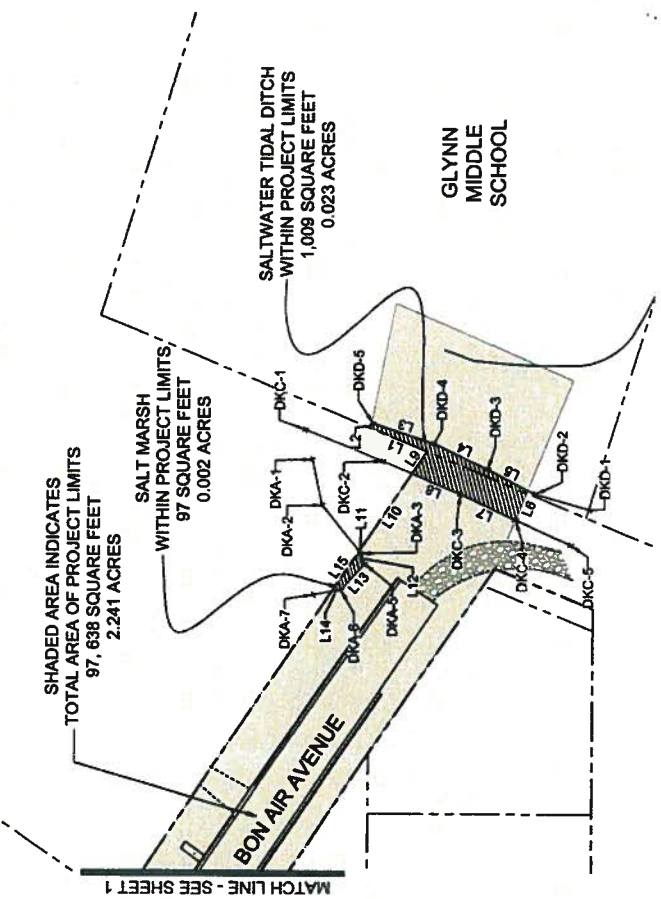 SHADED AREA INDICATES
TOTAL AREA OF PROJECT LIMITS
97, 638 SQUARE FEET
2.241 ACRES
SALT MARSH
WITHIN PROJECT LIMITS
97 SQUARE FEET
0.002 ACRES
SALTWATER TIDAL DITCH
WITHIN PROJECT LIMITS
1,009 SQUARE FEET
0.023 ACRES
GLYNN
MIDDLE
SCHOOL
DKC-1
DKD-5
L2
L3
L1
DKA-1
DKC-2
DKD-4
DKA-2
L10
L4
DKD-3
L11
L8
L5
DKA-3
DKD-2
L15
L7
L6
DKD-1
L13
DKC-3
DKA-7
L12
DKC-4
L14
DKA-5
DKC-5
DKA-6
BON AIR AVENUE
MATCH LINE - SEE SHEET 1